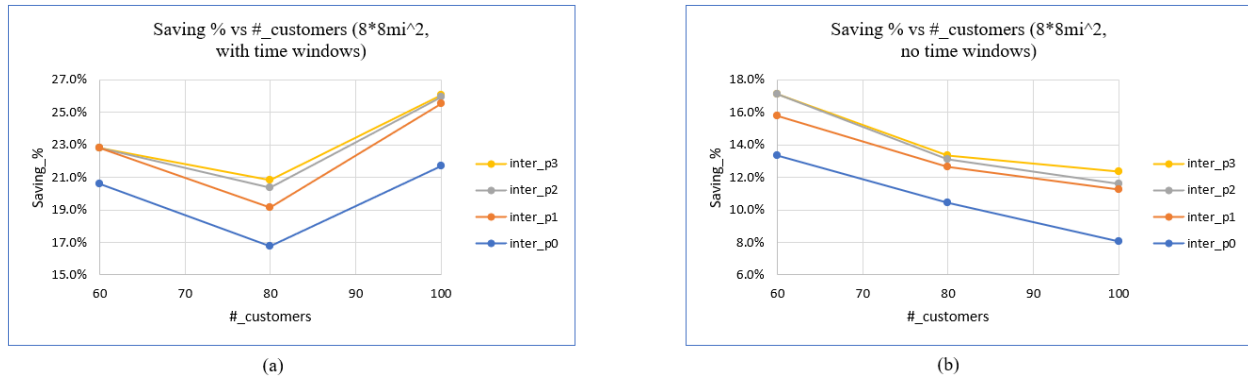 Saving % vs #_customers (8*8mi^2,
with time windows)
27.0%
25.0%
23.0%
21.0%
19.0%
17.0%
15.0%
Saving_%
60 70 80 90 100
#_customers
inter_p3
inter_p2
inter_p1
inter_p0
(a)
Saving % vs #_customers (8*8mi^2,
no time windows)
18.0%
16.0%
14.0%
12.0%
10.0%
8.0%
6.0%
Saving_%
60 70 80 90 100
#_customers
inter_p3
inter_p2
inter_p1
inter_p0
(b)